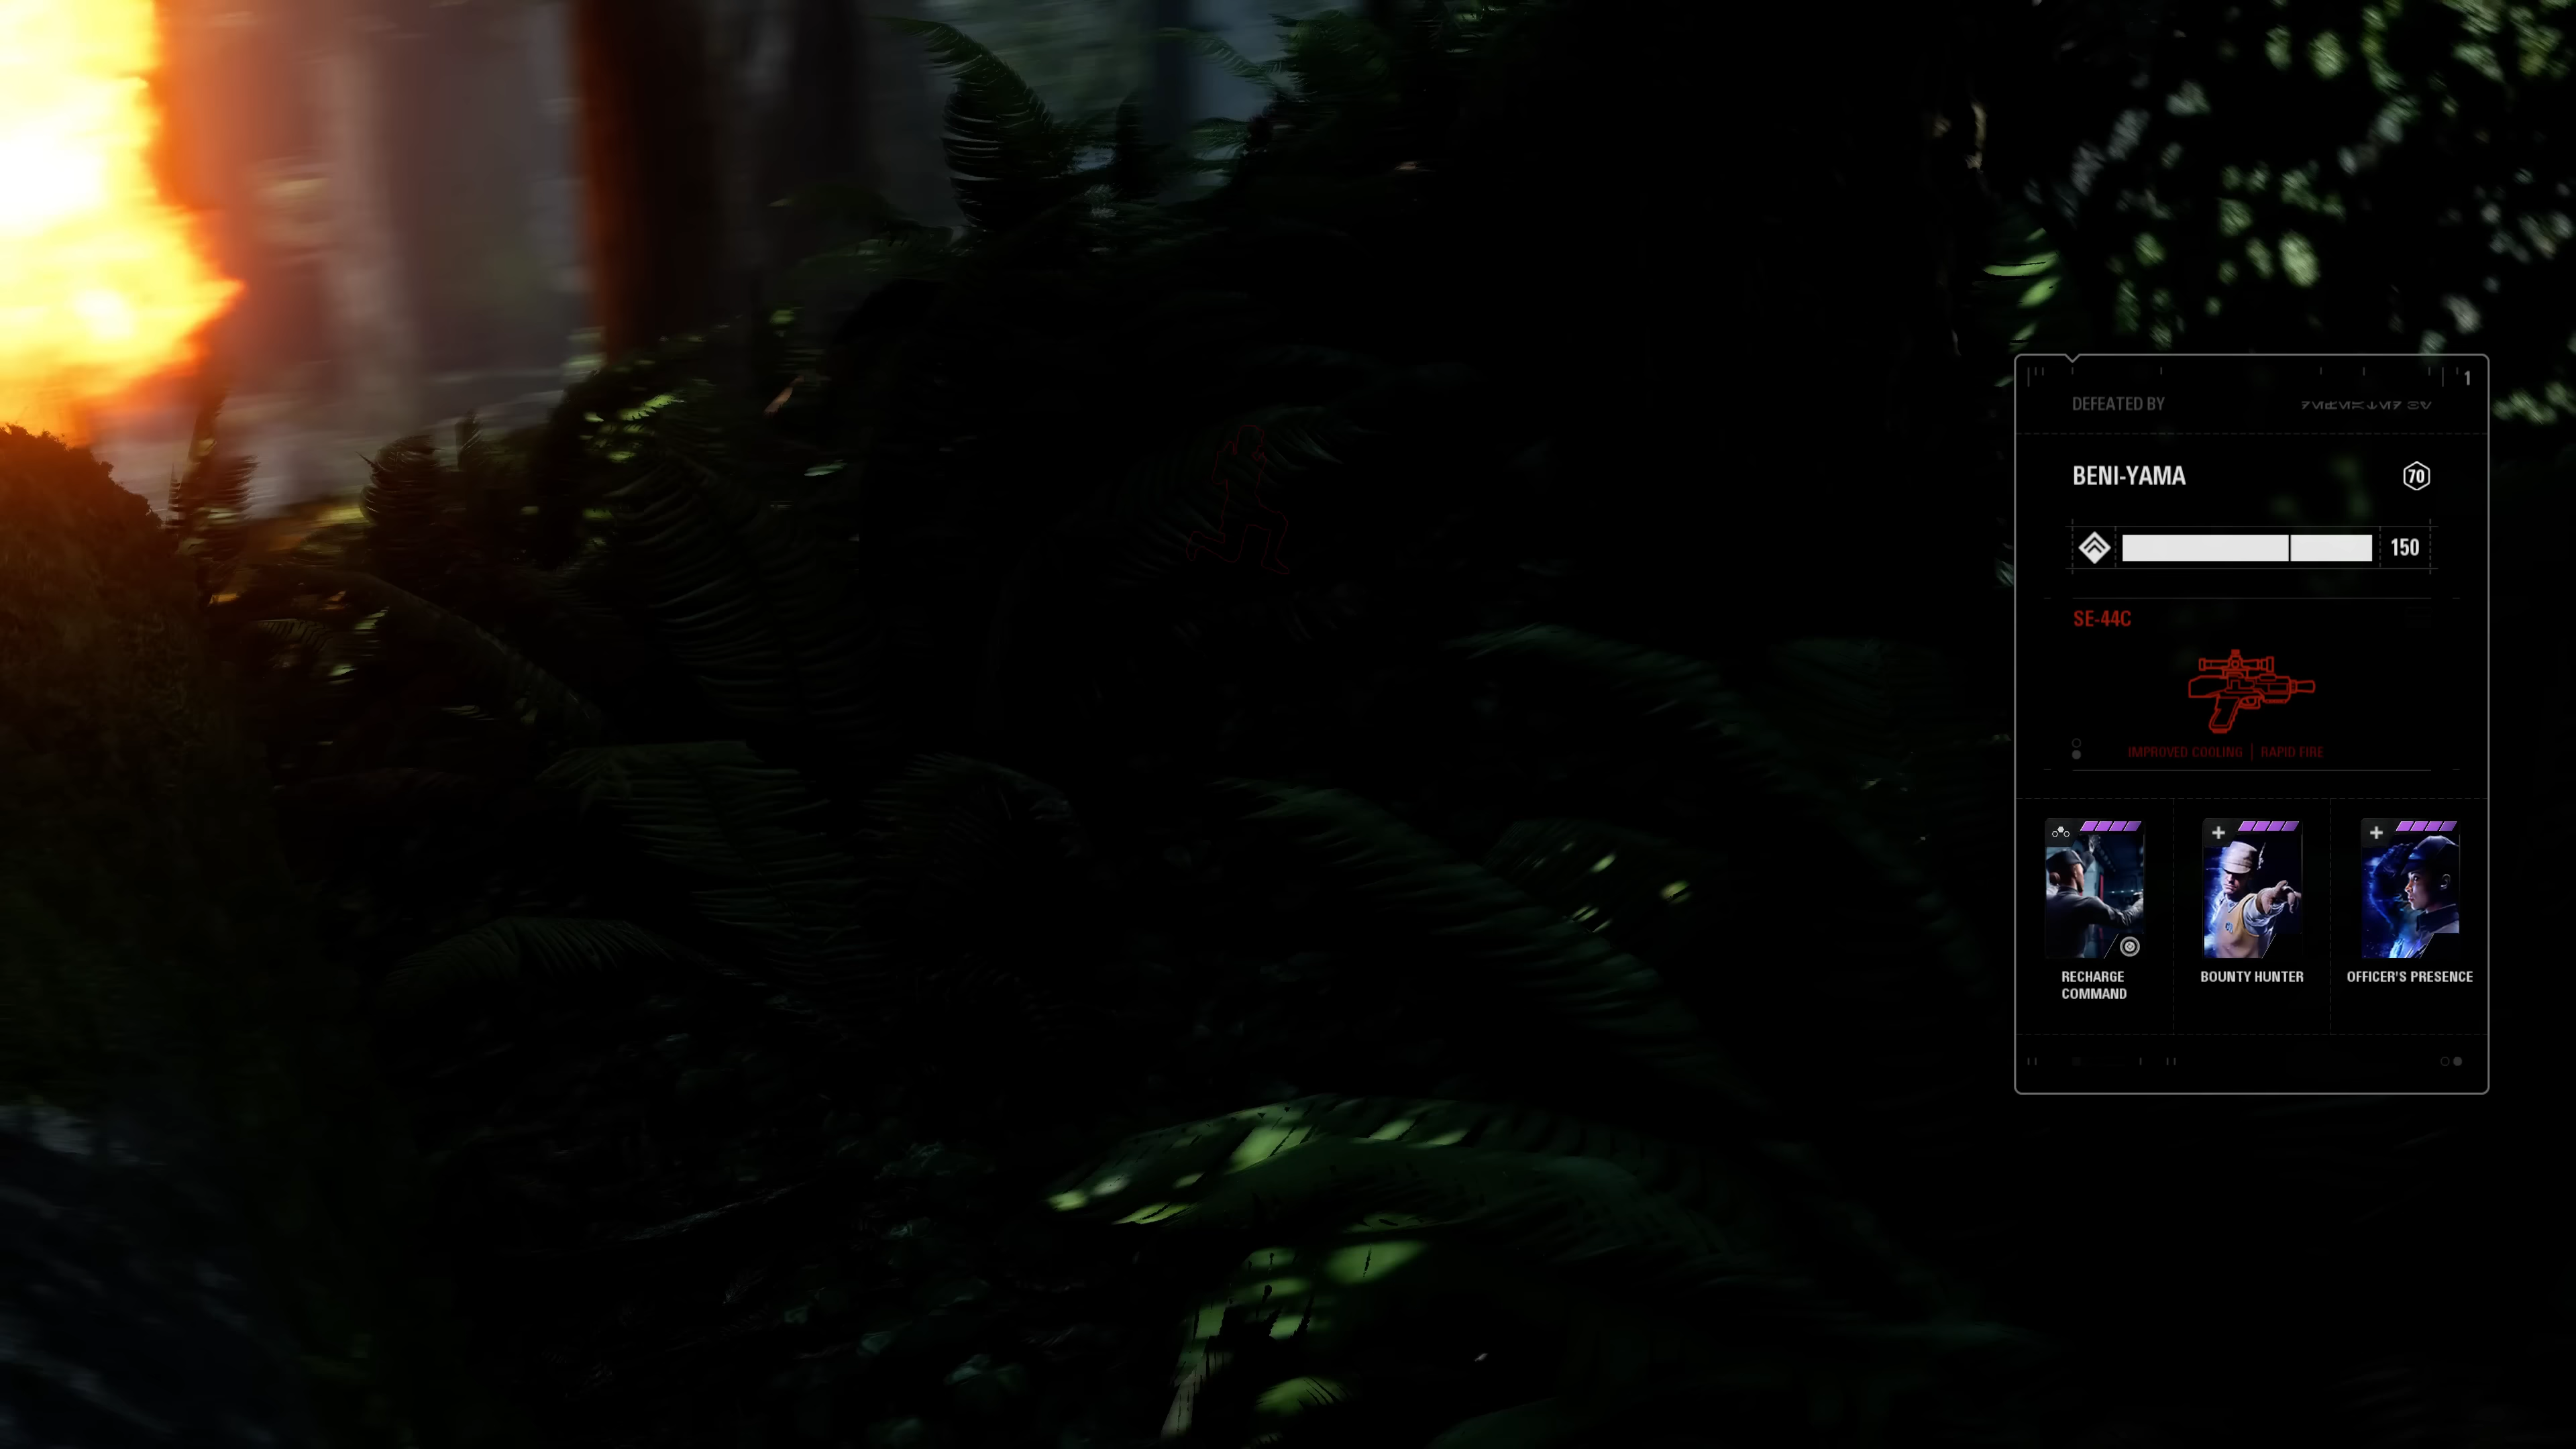 1
DEFEATED BY
BENI-YAMA 70
150
SE-44C
IMPROVED COOLING | RAPID FIRE
RECHARGE COMMAND
BOUNTY HUNTER
OFFICER'S PRESENCE